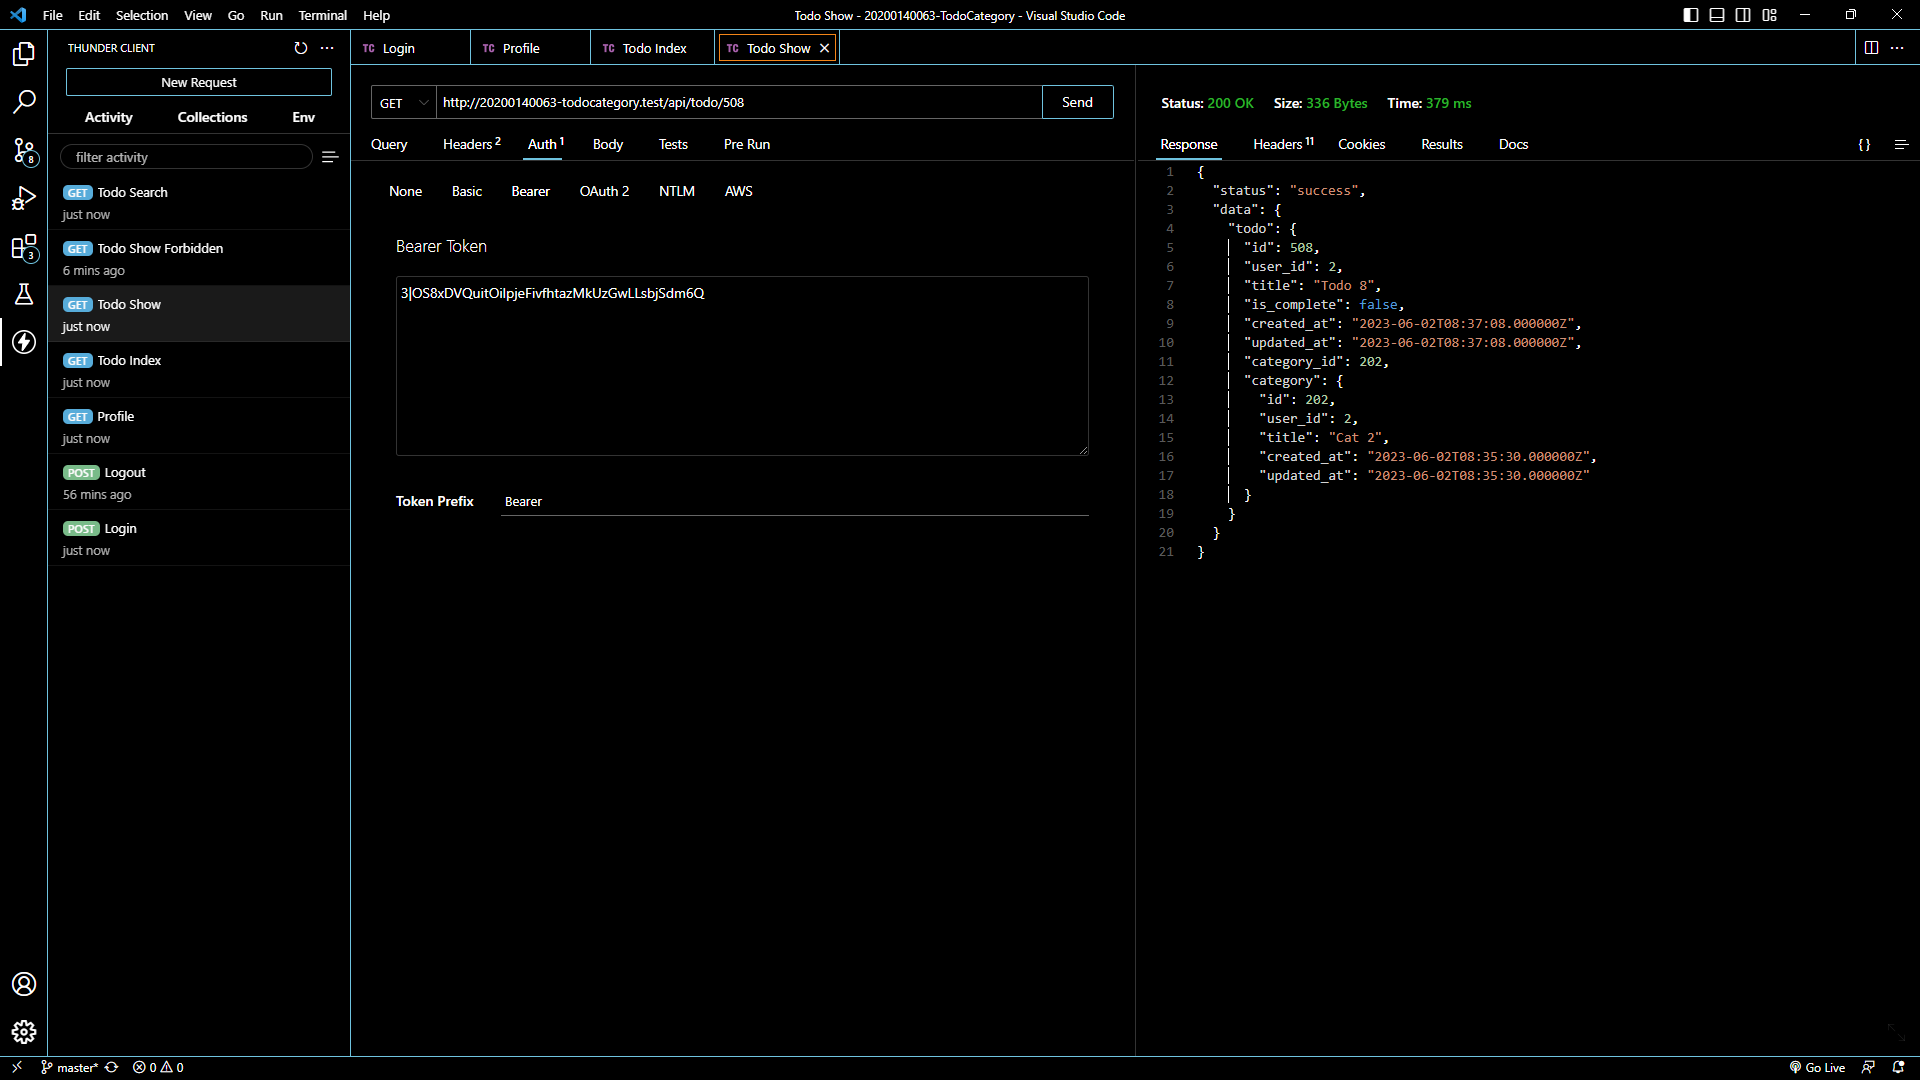 File Edit Selection View Go Run Terminal Help
Todo Show - 20200140063-TodoCategory - Visual Studio Code
THUNDER CLIENT
New Request
Activity Collections Env
filter activity
GET Todo Search
just now
GET Todo Show Forbidden
6 mins ago
GET Todo Show
just now
GET Todo Index
just now
GET Profile
just now
POST Logout
56 mins ago
POST Login
just now
8
3
TC Login TC Profile TC Todo Index TC Todo Show
GET http://20200140063-todocategory.test/api/todo/508 Send
Query Headers 2 Auth 1 Body Tests Pre Run
None Basic Bearer OAuth 2 NTLM AWS
Bearer Token
3|OS8xDVQuitOiIpjeFivfhtazMkUzGwLLsbjSdm6Q
Token Prefix Bearer
Status: 200 OK Size: 336 Bytes Time: 379 ms
Response Headers 11 Cookies Results Docs {}
1 {
2 "status": "success",
3 "data": {
4 "todo": {
5 "id": 508,
6 "user_id": 2,
7 "title": "Todo 8",
8 "is_complete": false,
9 "created_at": "2023-06-02T08:37:08.000000Z",
10 "updated_at": "2023-06-02T08:37:08.000000Z",
11 "category_id": 202,
12 "category": {
13 "id": 202,
14 "user_id": 2,
15 "title": "Cat 2",
16 "created_at": "2023-06-02T08:35:30.000000Z",
17 "updated_at": "2023-06-02T08:35:30.000000Z"
18 }
19 }
20 }
21 }
master* 0 0 Go Live